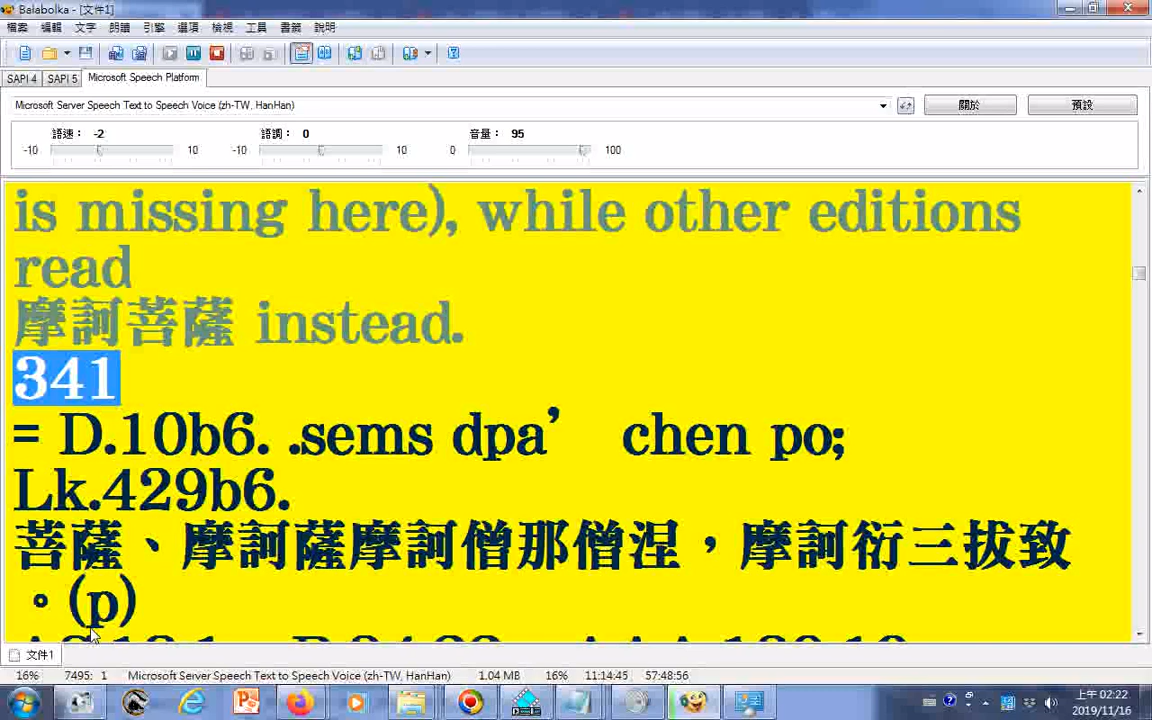 Balabolka - [文件1]
檔案 編輯 文字 朗讀 引擎 選項 檢視 工具 書籤 說明
SAPI 4 SAPI 5 Microsoft Speech Platform
Microsoft Server Speech Text to Speech Voice (zh-TW, HanHan) 關於 預設
語速： -2 語調： 0 音量： 95
-10 10 -10 10 0 100
is missing here), while other editions
read
摩訶菩薩 instead.
341
= D.10b6. .sems dpa’ chen po;
Lk.429b6.
菩薩、摩訶薩摩訶僧那僧涅，摩訶衍三拔致
。(p)
文件1
16% 7495: 1 Microsoft Server Speech Text to Speech Voice (zh-TW, HanHan) 1.04 MB 16% 11:14:45 57:48:56
上午 02:22
2019/11/16